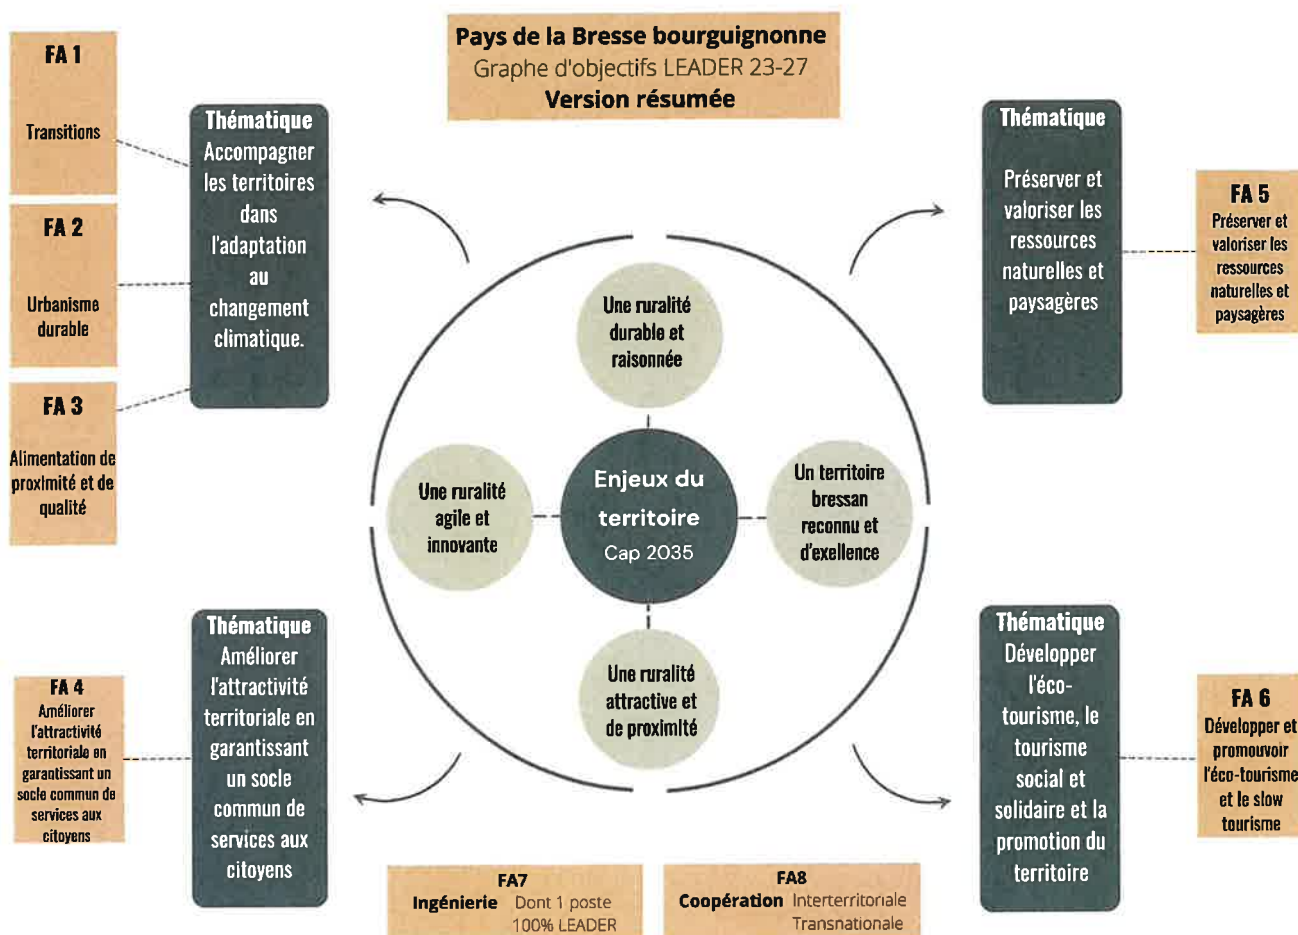 Pays de la Bresse bourguignonne
Graphe d'objectifs LEADER 23-27
Version résumée
FA 1
Transitions
FA 2
Urbanisme
durable
FA 3
Alimentation de
proximité et de
qualité
Thématique
Accompagner
les territoires
dans
l'adaptation
au
changement
climatique.
Thématique
Préserver et
valoriser les
ressources
naturelles et
paysagères
FA 5
Préserver et
valoriser les
ressources
naturelles et
paysagères
Une ruralité
durable et
raisonnée
Une ruralité
agile et
innovante
Enjeux du
territoire
Cap 2035
Un territoire
bressan
reconnu et
d'exellence
Une ruralité
attractive et
de proximité
FA 4
Améliorer
l'attractivité
territoriale en
garantissant un
socle commun de
services aux
citoyens
Thématique
Améliorer
l'attractivité
territoriale en
garantissant
un socle
commun de
services aux
citoyens
Thématique
Développer
l'éco-
tourisme, le
tourisme
social et
solidaire et la
promotion du
territoire
FA 6
Développer et
promouvoir
l'éco-tourisme
et le slow
tourisme
FA7
Ingénierie Dont 1 poste
100% LEADER
FA8
Coopération Interterritoriale
Transnationale